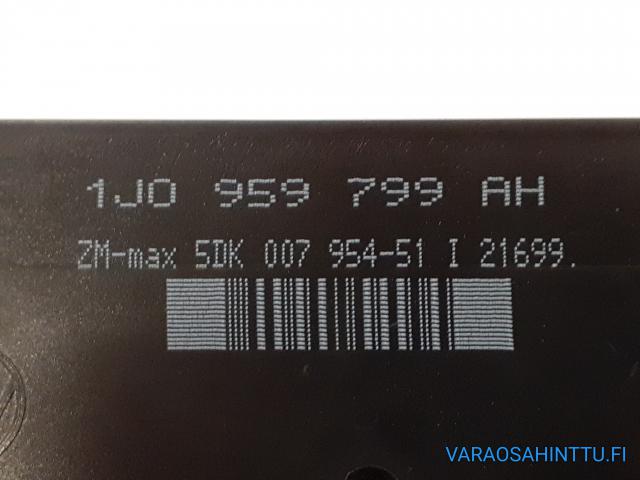 1J0 959 799 AH
ZM-max 5DK 007 954-51 I 21699.
VARAOSAHINTTU.FI